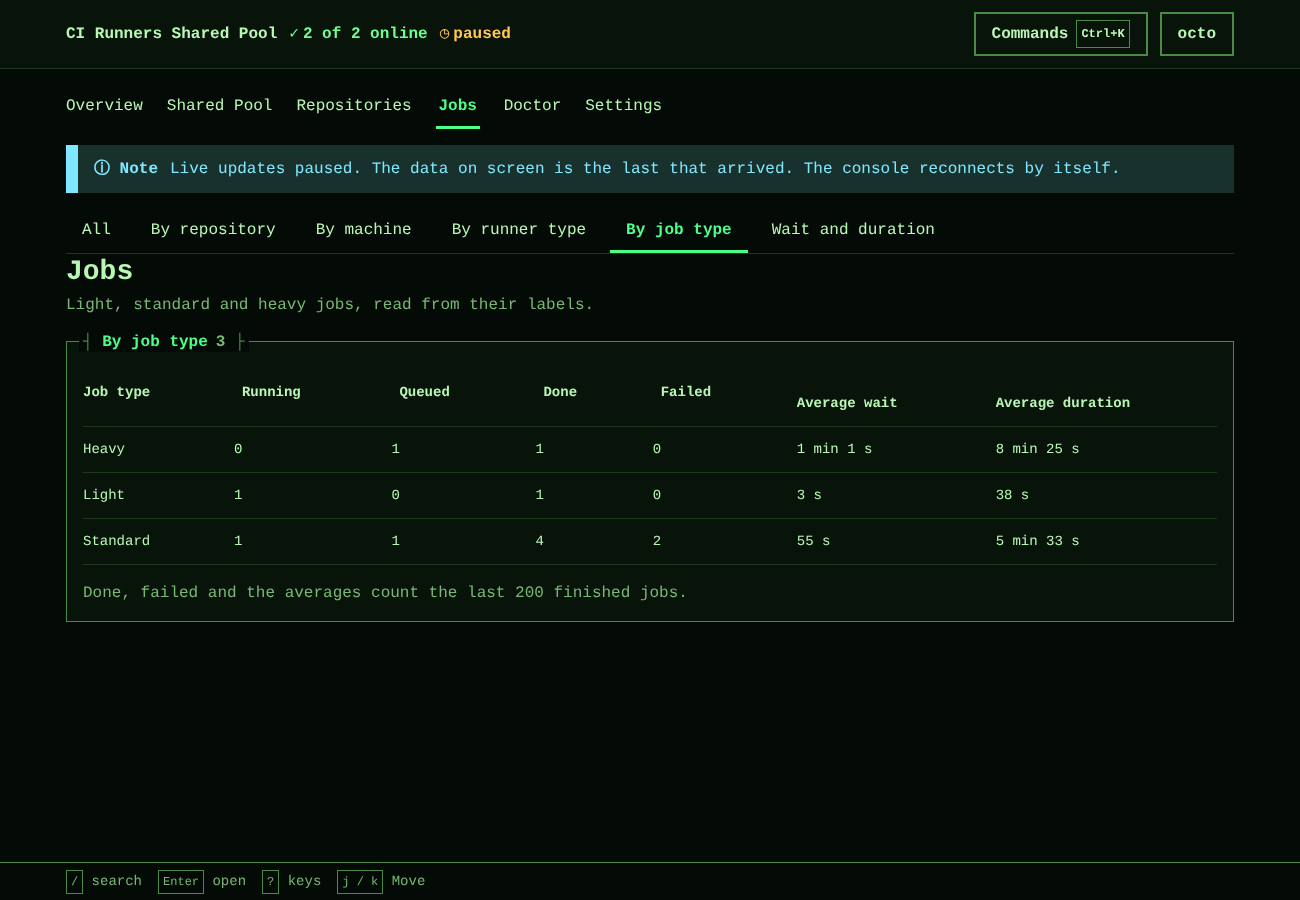 CI Runners Shared Pool ✓ 2 of 2 online ◷ paused Commands Ctrl+K octo
Overview Shared Pool Repositories Jobs Doctor Settings
ⓘ Note Live updates paused. The data on screen is the last that arrived. The console reconnects by itself.
All By repository By machine By runner type By job type Wait and duration
Jobs
Light, standard and heavy jobs, read from their labels.
┤ By job type 3 ├
Job type Running Queued Done Failed Average wait Average duration
Heavy 0 1 1 0 1 min 1 s 8 min 25 s
Light 1 0 1 0 3 s 38 s
Standard 1 1 4 2 55 s 5 min 33 s
Done, failed and the averages count the last 200 finished jobs.
/ search Enter open ? keys j / k Move